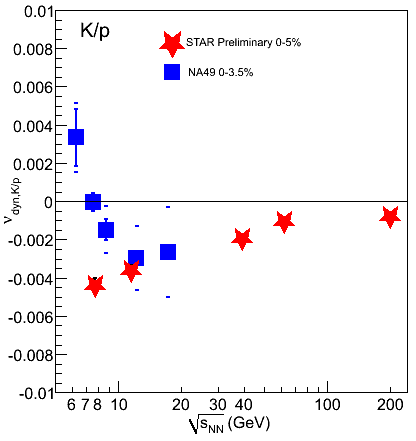 K/p
STAR Preliminary 0-5%
NA49 0-3.5%
0.01
0.008
0.006
0.004
0.002
0
-0.002
-0.004
-0.006
-0.008
-0.01
ν dyn,K/p
6 7 8 10 20 30 40 100 200
√sNN (GeV)